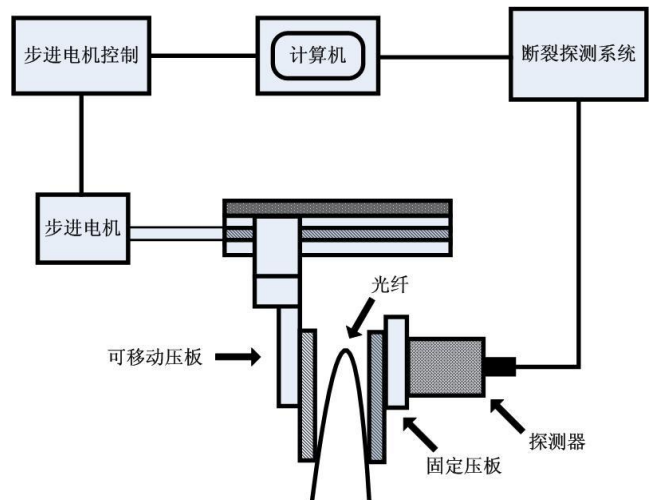 步进电机控制
计算机
断裂探测系统
步进电机
光纤
可移动压板
探测器
固定压板